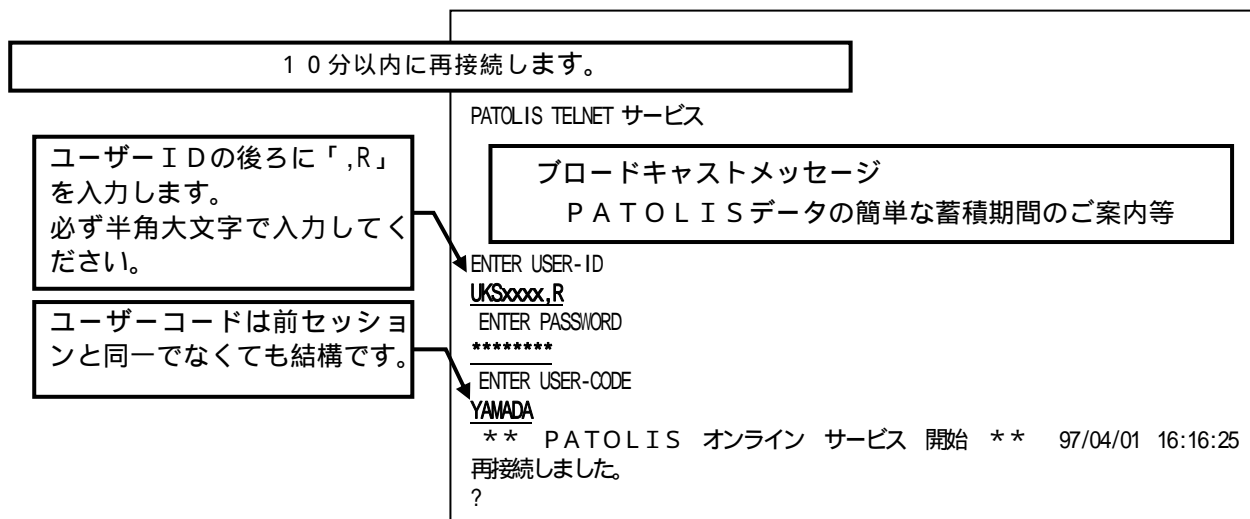 １０分以内に再接続します。
PATOLIS TELNET サービス
ユーザーＩＤの後ろに「,R」
を入力します。
必ず半角大文字で入力してく
ださい。
ブロードキャストメッセージ
ＰＡＴＯＬＩＳデータの簡単な蓄積期間のご案内等
ENTER USER-ID
UKSxxxx,R
ユーザーコードは前セッショ
ンと同一でなくても結構です。
ENTER PASSWORD
********
ENTER USER-CODE
YAMADA
** ＰＡＴＯＬＩＳ オンライン サービス 開始 ** 97/04/01 16:16:25
再接続しました。
?